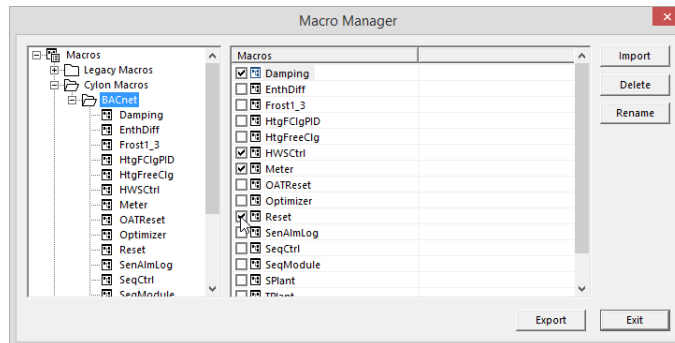 Macro Manager
Macros
Legacy Macros
Cylon Macros
BACnet
Damping
EnthDiff
Frost1_3
HtgFClgPID
HtgFreeClg
HWSCtrl
Meter
OATReset
Optimizer
Reset
SenAlmLog
SeqCtrl
SeqModule
Macros
Damping
EnthDiff
Frost1_3
HtgFClgPID
HtgFreeClg
HWSCtrl
Meter
OATReset
Optimizer
Reset
SenAlmLog
SeqCtrl
SeqModule
SPlant
TPlant
Import
Delete
Rename
Export
Exit